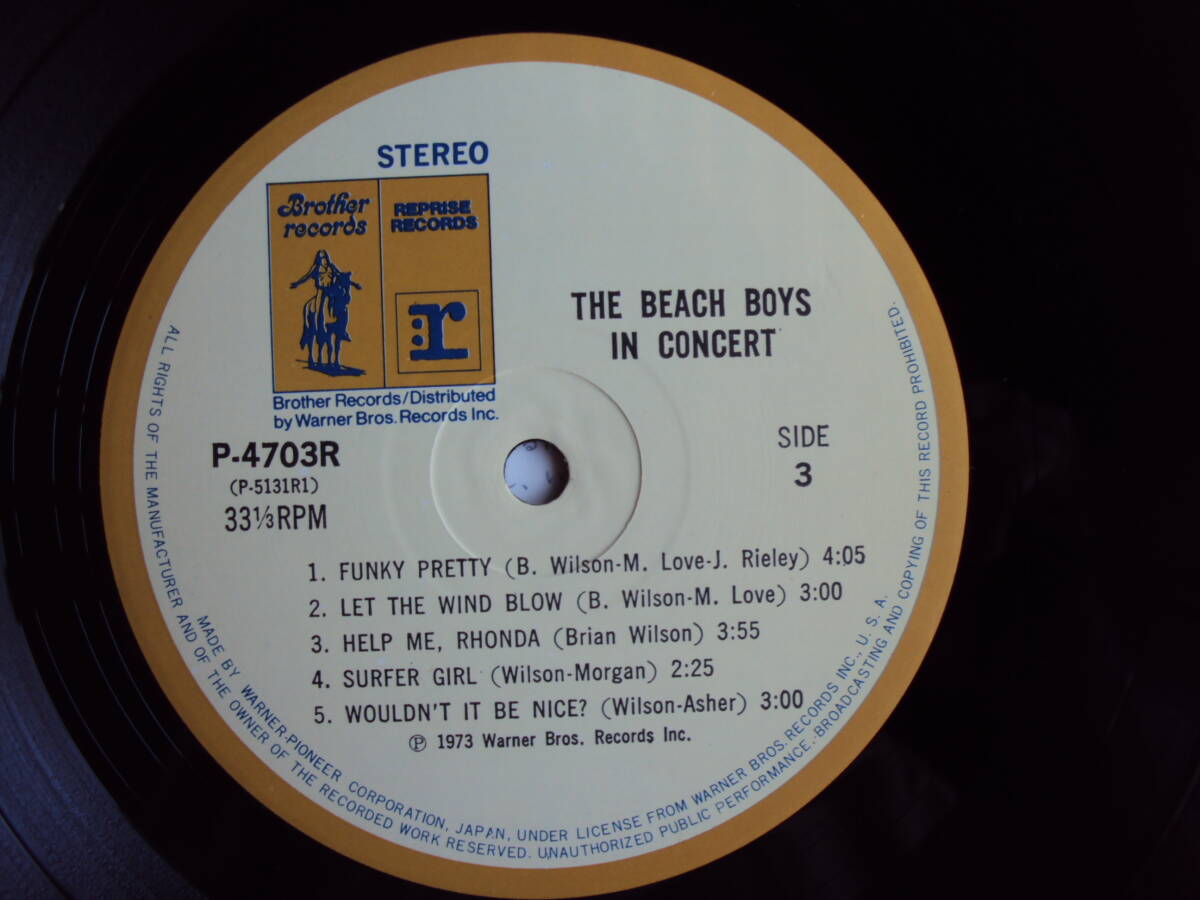 STEREO
Brother
records
REPRISE
RECORDS
:r
Brother Records/Distributed
by Warner Bros. Records Inc.
THE BEACH BOYS
IN CONCERT
P-4703R
(P-5131R1)
33⅓RPM
SIDE
3
1. FUNKY PRETTY (B. Wilson-M. Love-J. Rieley) 4:05
2. LET THE WIND BLOW (B. Wilson-M. Love) 3:00
3. HELP ME, RHONDA (Brian Wilson) 3:55
4. SURFER GIRL (Wilson-Morgan) 2:25
5. WOULDN'T IT BE NICE? (Wilson-Asher) 3:00
℗ 1973 Warner Bros. Records Inc.
MADE BY WARNER-PIONEER CORPORATION, JAPAN, UNDER LICENSE FROM WARNER BROS. RECORDS INC., U. S. A.
ALL RIGHTS OF THE MANUFACTURER AND OF THE OWNER OF THE RECORDED WORK RESERVED. UNAUTHORIZED PUBLIC PERFORMANCE. BROADCASTING AND COPYING OF THIS RECORD PROHIBITED.